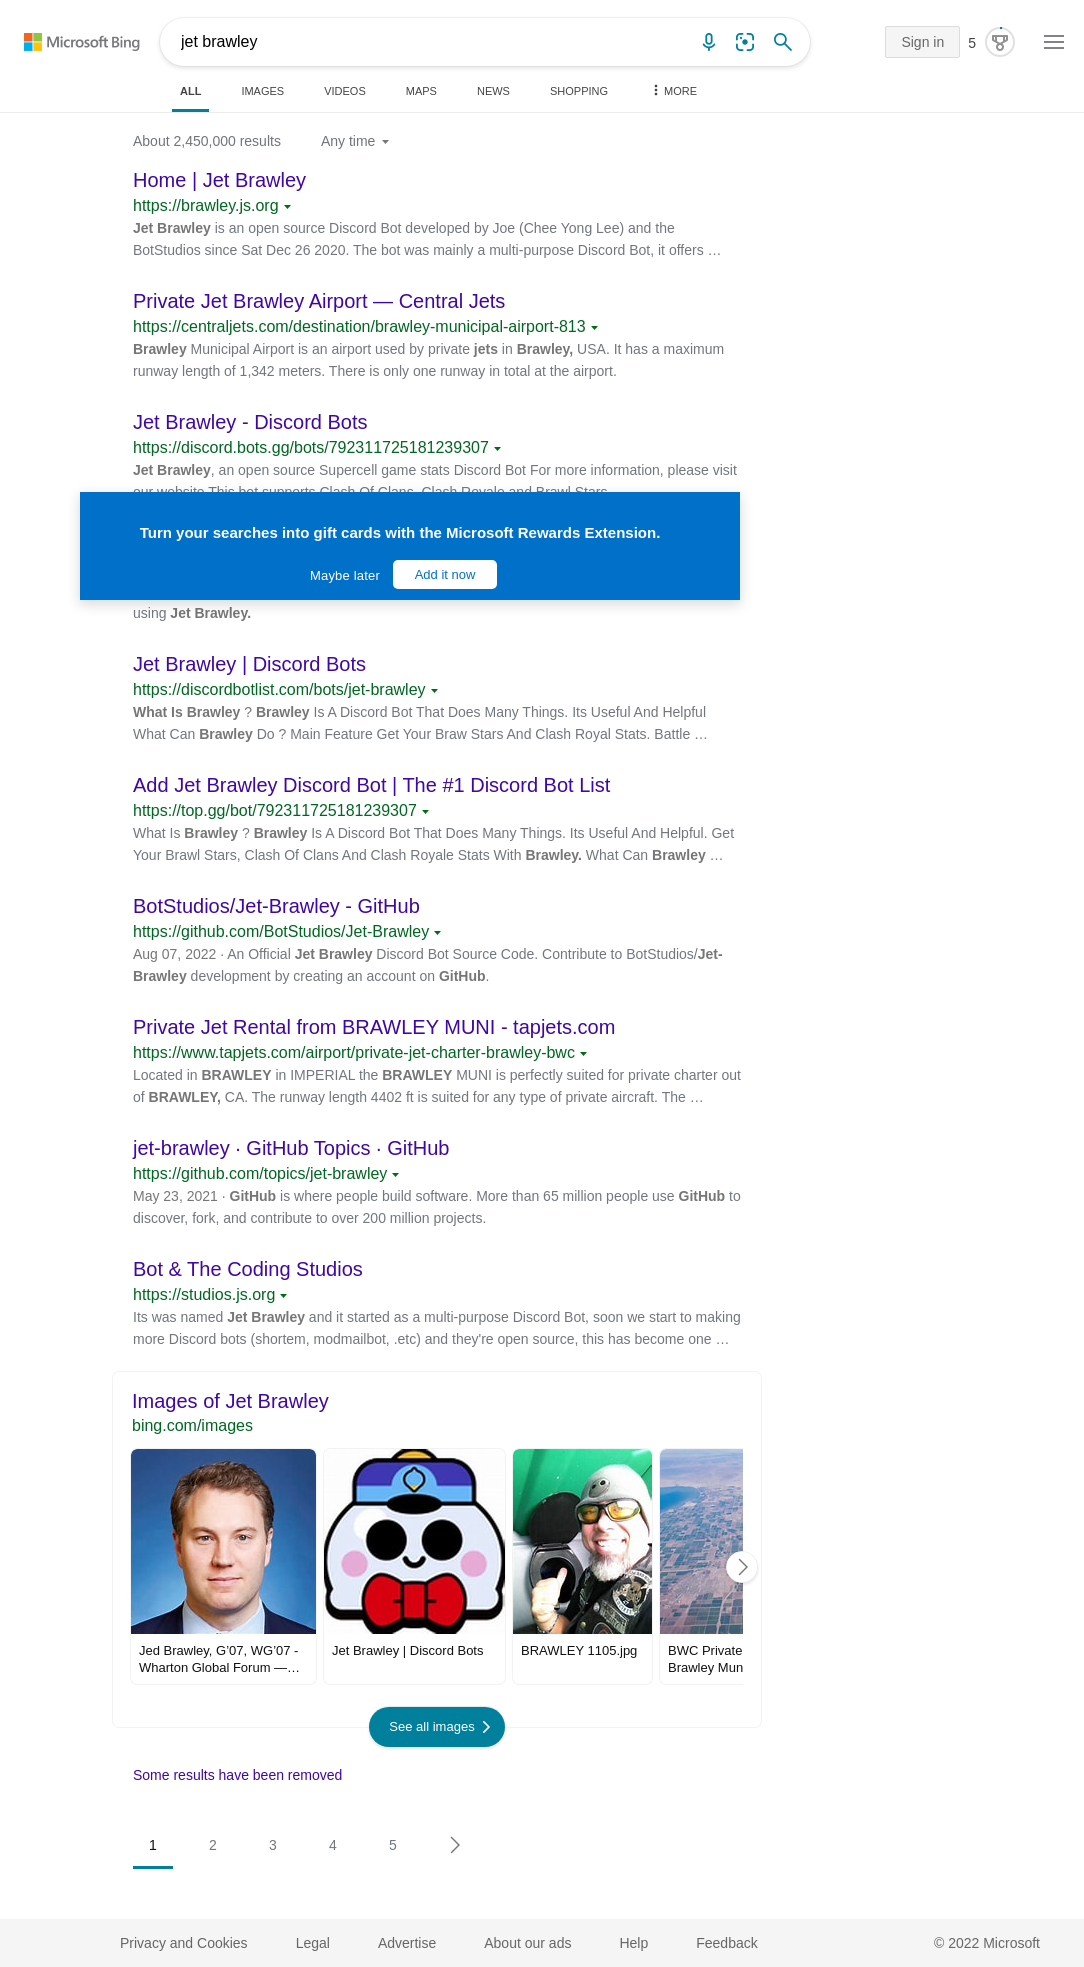 Microsoft Bing
jet brawley
Sign in
5
ALL
IMAGES
VIDEOS
MAPS
NEWS
SHOPPING
MORE
About 2,450,000 results
Any time
Home | Jet Brawley
https://brawley.js.org
Jet Brawley is an open source Discord Bot developed by Joe (Chee Yong Lee) and the
BotStudios since Sat Dec 26 2020. The bot was mainly a multi-purpose Discord Bot, it offers …
Private Jet Brawley Airport — Central Jets
https://centraljets.com/destination/brawley-municipal-airport-813
Brawley Municipal Airport is an airport used by private jets in Brawley, USA. It has a maximum
runway length of 1,342 meters. There is only one runway in total at the airport.
Jet Brawley - Discord Bots
https://discord.bots.gg/bots/792311725181239307
Jet Brawley, an open source Supercell game stats Discord Bot For more information, please visit
our website This bot supports Clash Of Clans, Clash Royale and Brawl Stars
Turn your searches into gift cards with the Microsoft Rewards Extension.
Maybe later
Add it now
using Jet Brawley.
Jet Brawley | Discord Bots
https://discordbotlist.com/bots/jet-brawley
What Is Brawley ? Brawley Is A Discord Bot That Does Many Things. Its Useful And Helpful
What Can Brawley Do ? Main Feature Get Your Braw Stars And Clash Royal Stats. Battle …
Add Jet Brawley Discord Bot | The #1 Discord Bot List
https://top.gg/bot/792311725181239307
What Is Brawley ? Brawley Is A Discord Bot That Does Many Things. Its Useful And Helpful. Get
Your Brawl Stars, Clash Of Clans And Clash Royale Stats With Brawley. What Can Brawley …
BotStudios/Jet-Brawley - GitHub
https://github.com/BotStudios/Jet-Brawley
Aug 07, 2022 · An Official Jet Brawley Discord Bot Source Code. Contribute to BotStudios/Jet-
Brawley development by creating an account on GitHub.
Private Jet Rental from BRAWLEY MUNI - tapjets.com
https://www.tapjets.com/airport/private-jet-charter-brawley-bwc
Located in BRAWLEY in IMPERIAL the BRAWLEY MUNI is perfectly suited for private charter out
of BRAWLEY, CA. The runway length 4402 ft is suited for any type of private aircraft. The …
jet-brawley · GitHub Topics · GitHub
https://github.com/topics/jet-brawley
May 23, 2021 · GitHub is where people build software. More than 65 million people use GitHub to
discover, fork, and contribute to over 200 million projects.
Bot & The Coding Studios
https://studios.js.org
Its was named Jet Brawley and it started as a multi-purpose Discord Bot, soon we start to making
more Discord bots (shortem, modmailbot, .etc) and they're open source, this has become one …
Images of Jet Brawley
bing.com/images
Jed Brawley, G’07, WG’07 -
Wharton Global Forum —…
Jet Brawley | Discord Bots
BRAWLEY 1105.jpg
BWC Private
Brawley Mun
See all images
Some results have been removed
1
2
3
4
5
Privacy and Cookies
Legal
Advertise
About our ads
Help
Feedback
© 2022 Microsoft